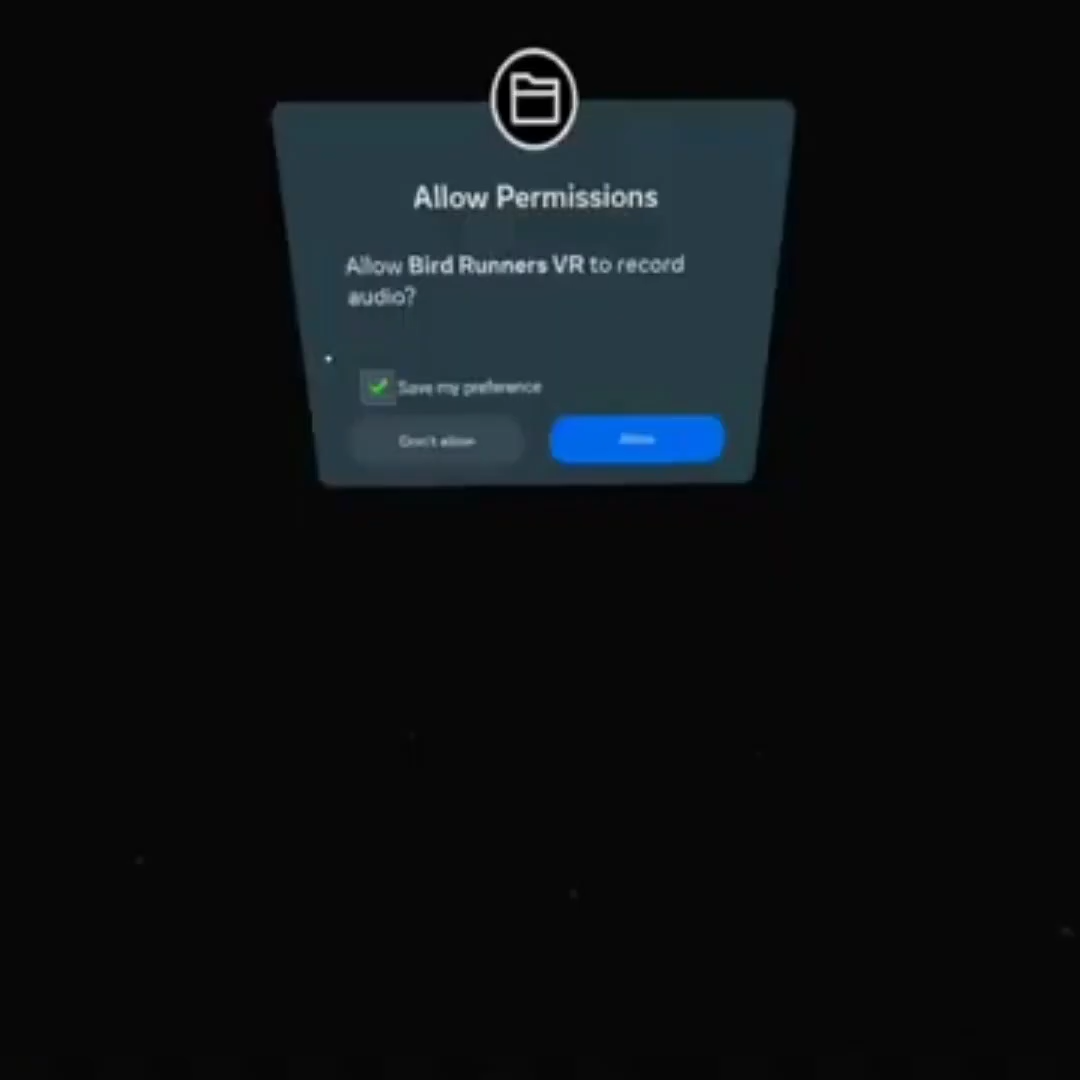 Allow Permissions
Allow Bird Runners VR to record
audio?
Save my preference
Don't allow
Allow